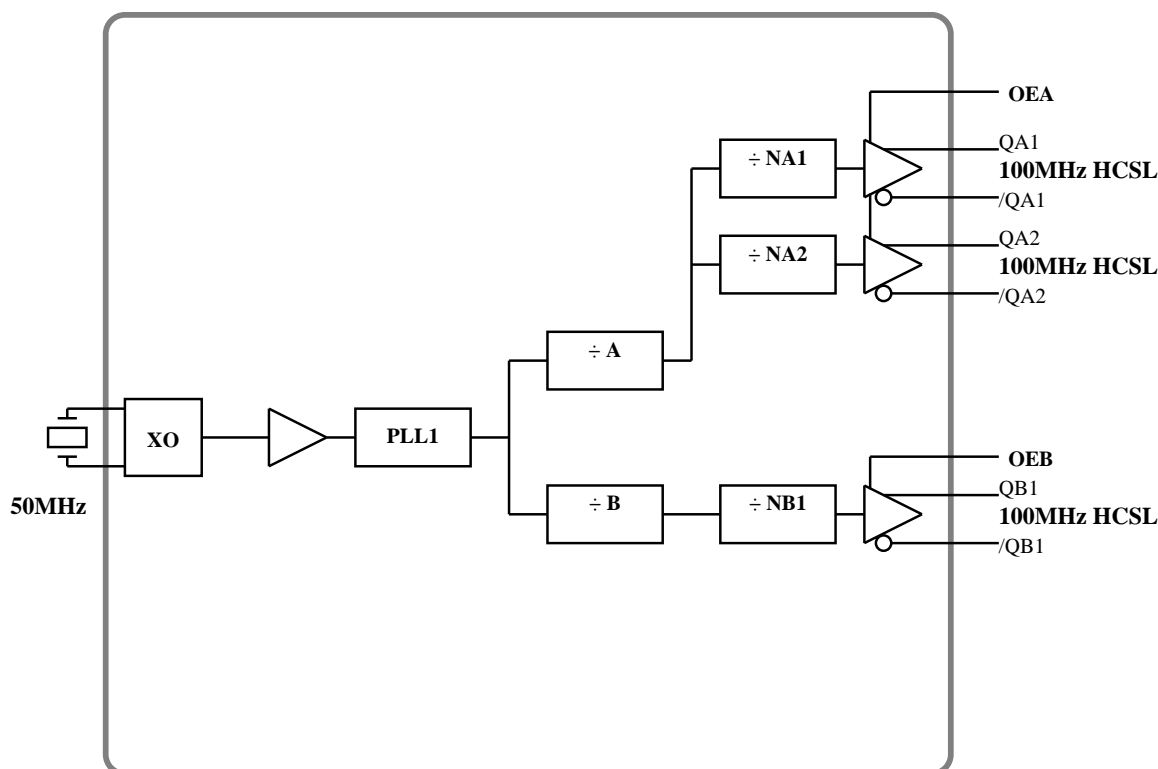 OEA
QA1
÷ NA1
100MHz HCSL
/QA1
QA2
÷ NA2
100MHz HCSL
/QA2
÷ A
XO
PLL1
50MHz
OEB
QB1
÷ B
÷ NB1
100MHz HCSL
/QB1